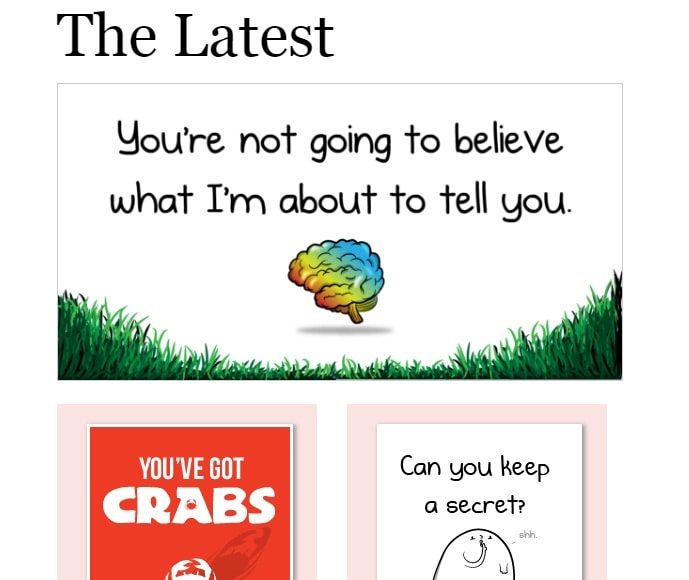 The Latest
You're not going to believe
what I'm about to tell you.
YOU'VE GOT
CRABS
Can you keep
a secret?
shh.